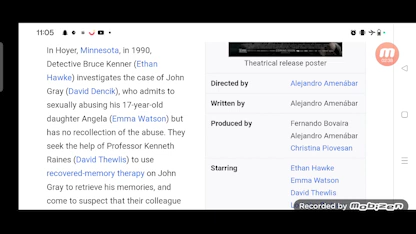 11:05
In Hoyer, Minnesota, in 1990,
Detective Bruce Kenner (Ethan
Hawke) investigates the case of John
Gray (David Dencik), who admits to
sexually abusing his 17-year-old
daughter Angela (Emma Watson) but
has no recollection of the abuse. They
seek the help of Professor Kenneth
Raines (David Thewlis) to use
recovered-memory therapy on John
Gray to retrieve his memories, and
come to suspect that their colleague
Theatrical release poster
Directed by Alejandro Amenábar
Written by Alejandro Amenábar
Produced by Fernando Bovaira
Alejandro Amenábar
Christina Piovesan
Starring Ethan Hawke
Emma Watson
David Thewlis
Recorded by Mobizen